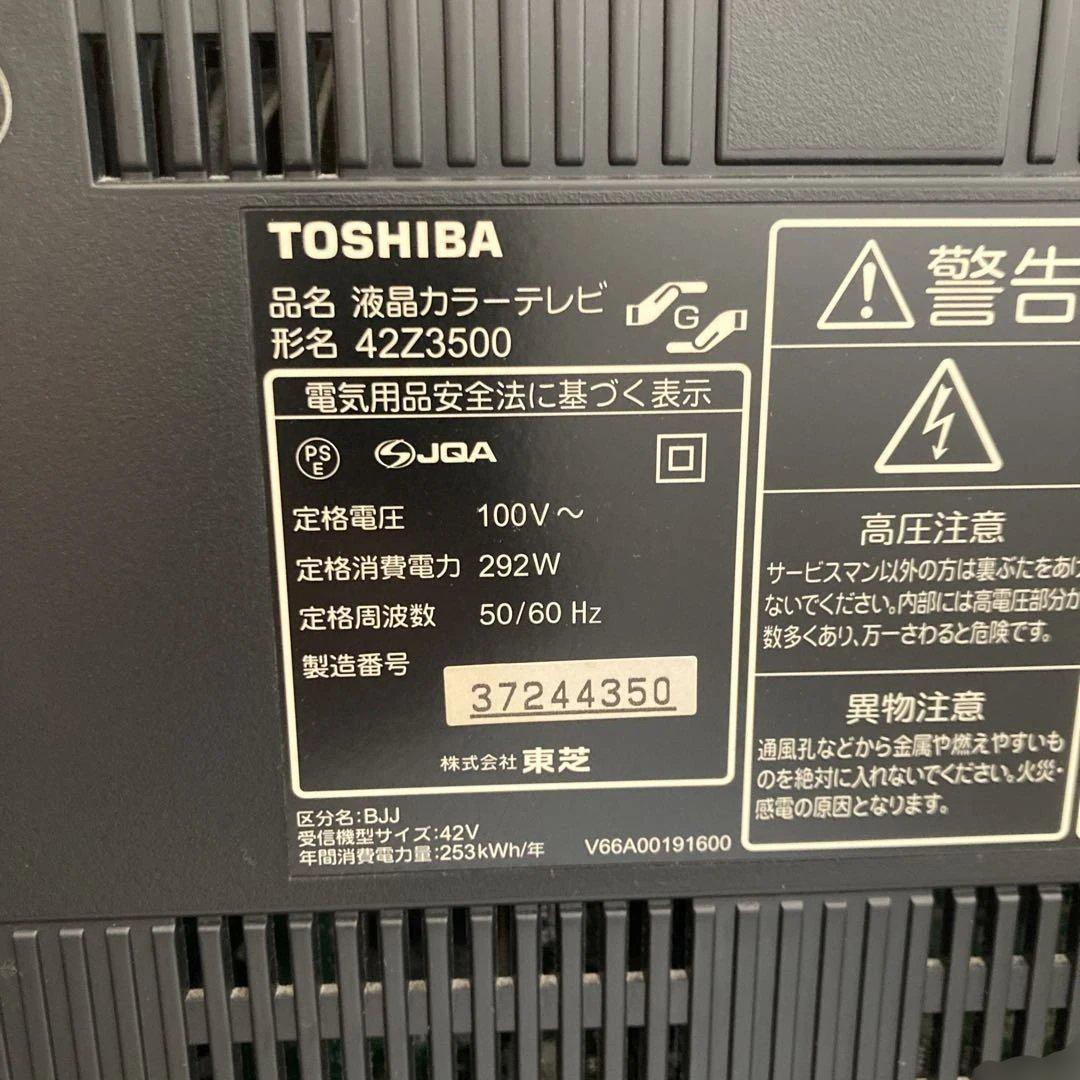 TOSHIBA
品名 液晶カラーテレビ
G
形名 42Z3500
電気用品安全法に基づく表示
PS
E
JQA
定格電圧 100V〜
定格消費電力 292W
定格周波数 50/60 Hz
製造番号
37244350
株式会社 東芝
区分名:BJJ
受信機型サイズ:42V
年間消費電力量:253kWh/年
V66A00191600
警告
高圧注意
サービスマン以外の方は裏ぶたをあけ
ないでください。内部には高電圧部分が
数多くあり、万一さわると危険です。
異物注意
通風孔などから金属や燃えやすいも
のを絶対に入れないでください。火災・
感電の原因となります。